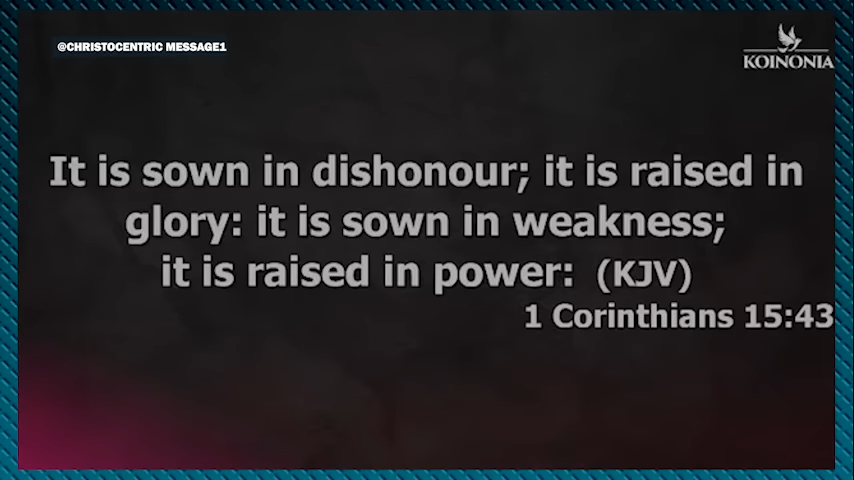 @CHRISTOCENTRIC MESSAGE1
KOINONIA
It is sown in dishonour; it is raised in
glory: it is sown in weakness;
it is raised in power: (KJV)
1 Corinthians 15:43